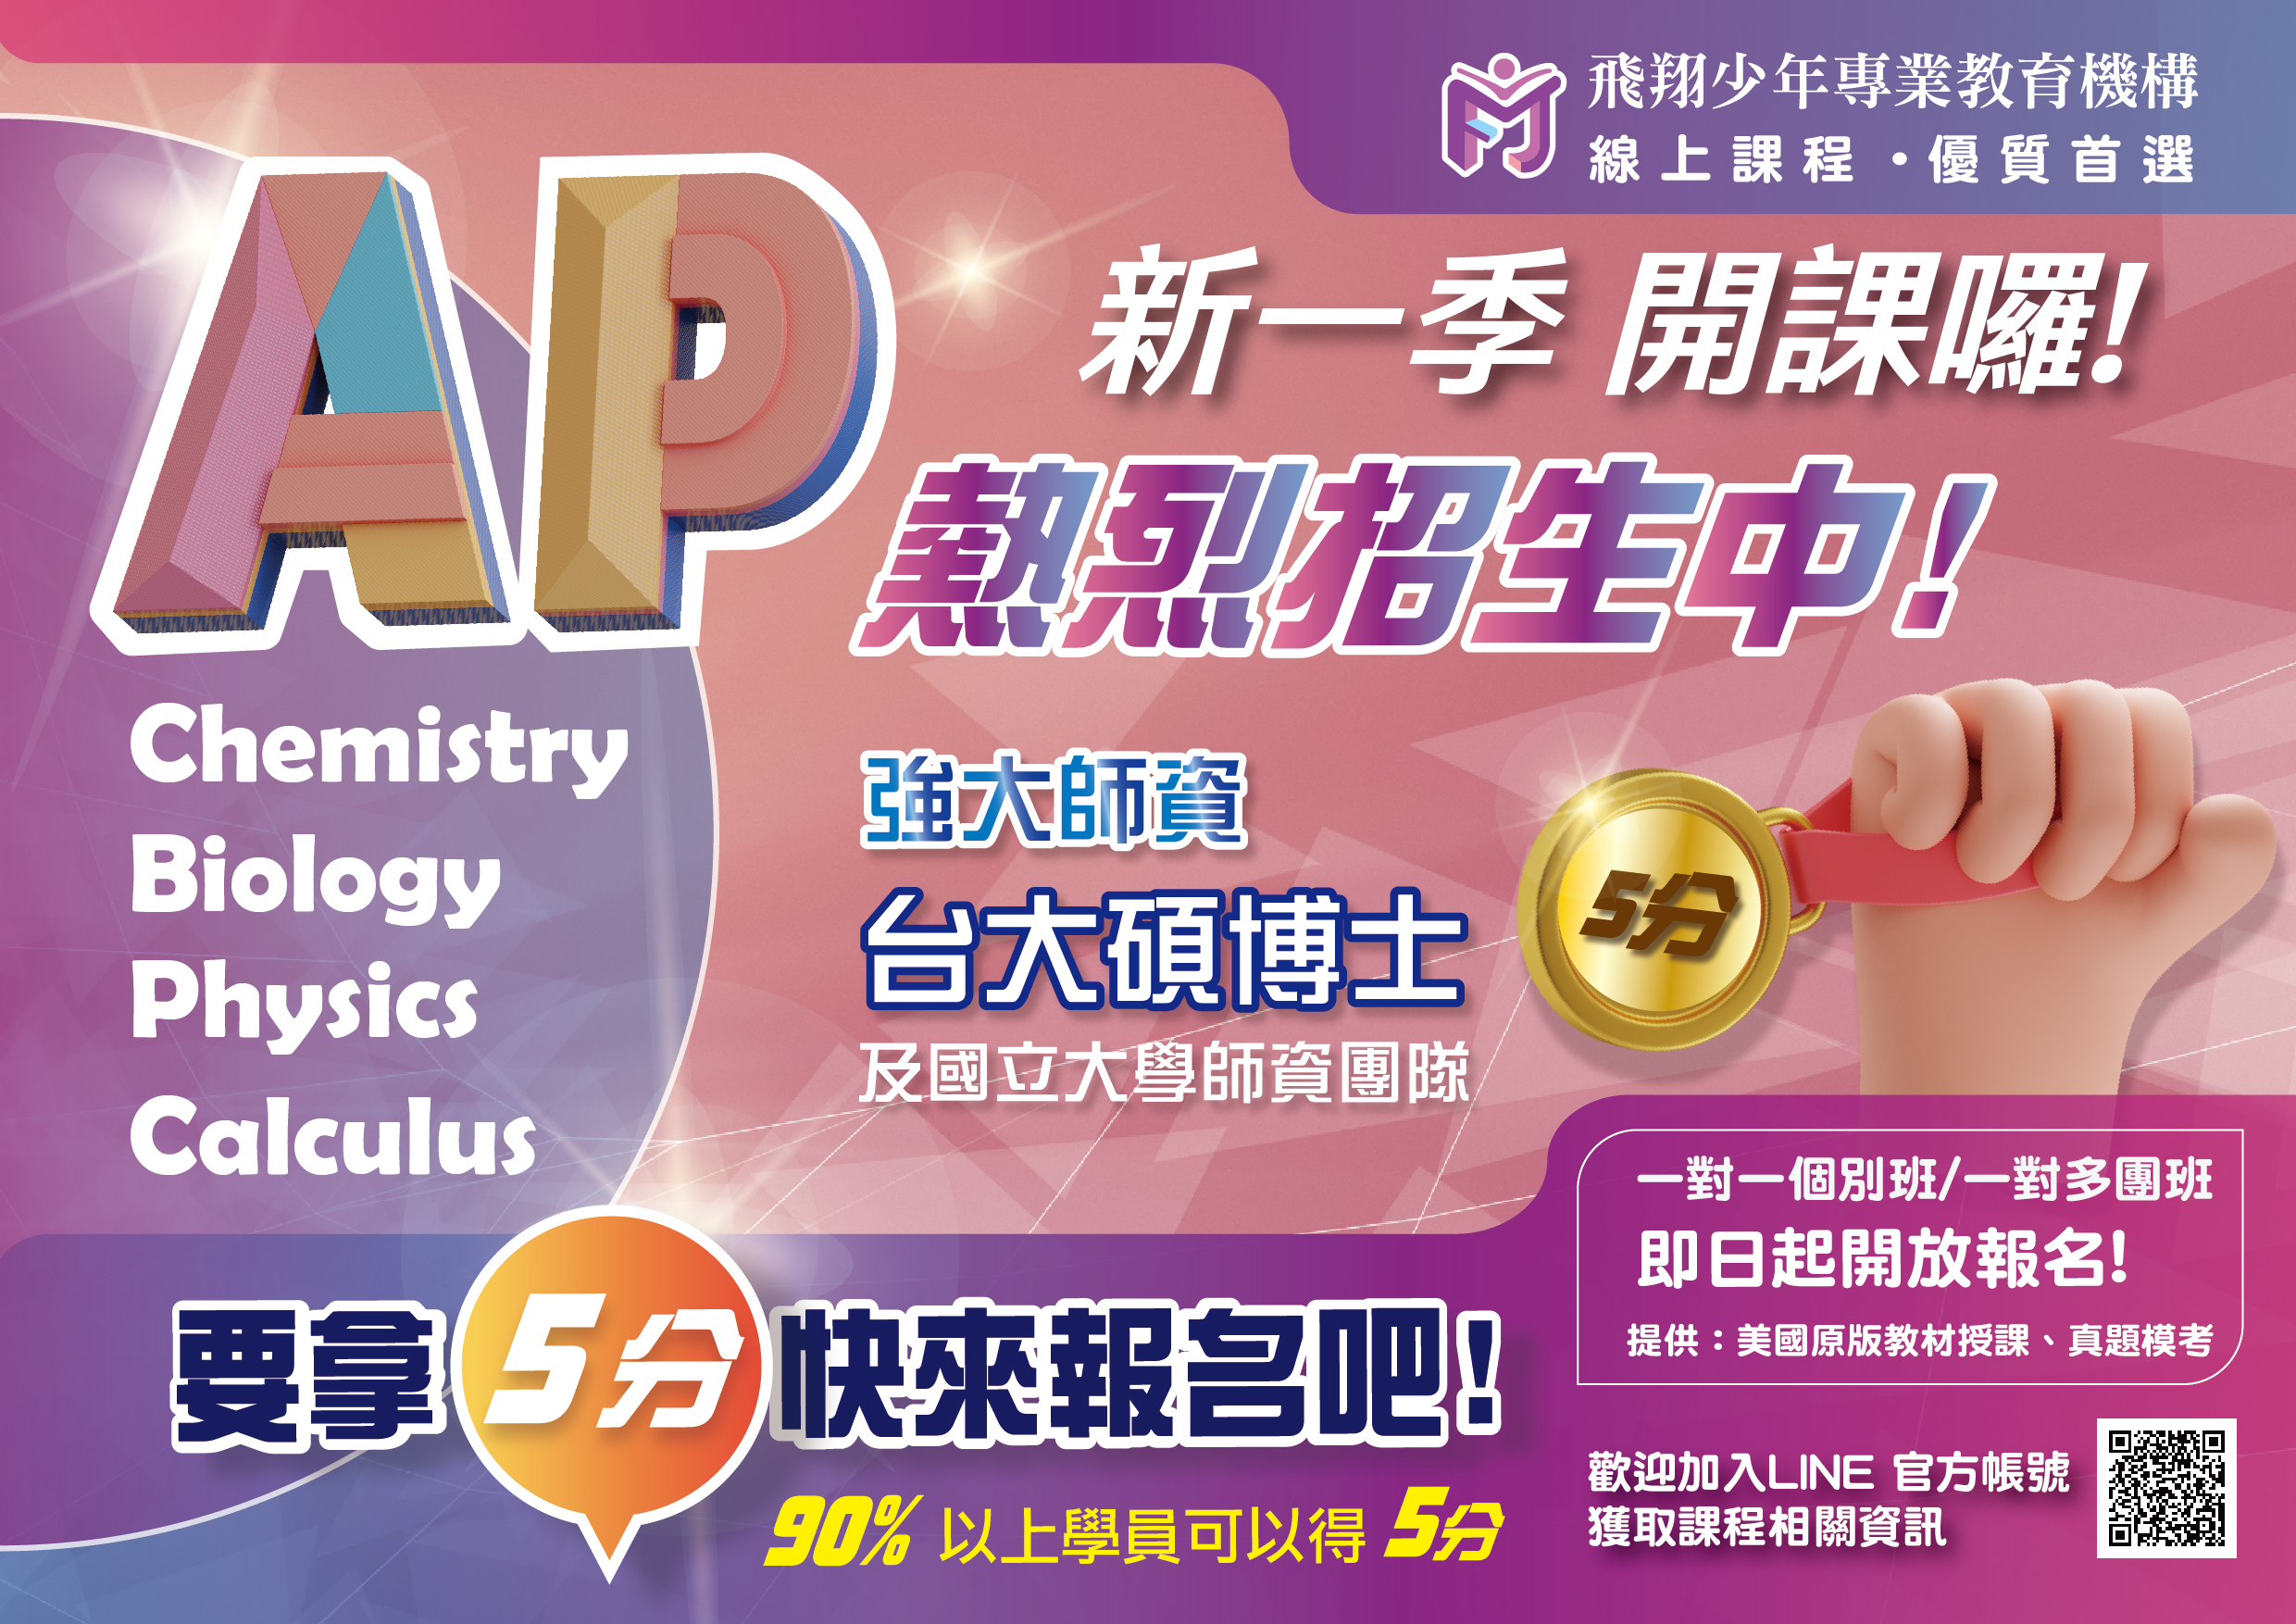 飛翔少年專業教育機構
線上課程・優質首選
AP
新一季 開課囉!
熱烈招生中!
Chemistry
Biology
Physics
Calculus
強大師資
台大碩博士
及國立大學師資團隊
5分
一對一個別班/一對多團班
即日起開放報名!
提供：美國原版教材授課、真題模考
要拿5分快來報名吧!
90%以上學員可以得5分
歡迎加入LINE 官方帳號
獲取課程相關資訊